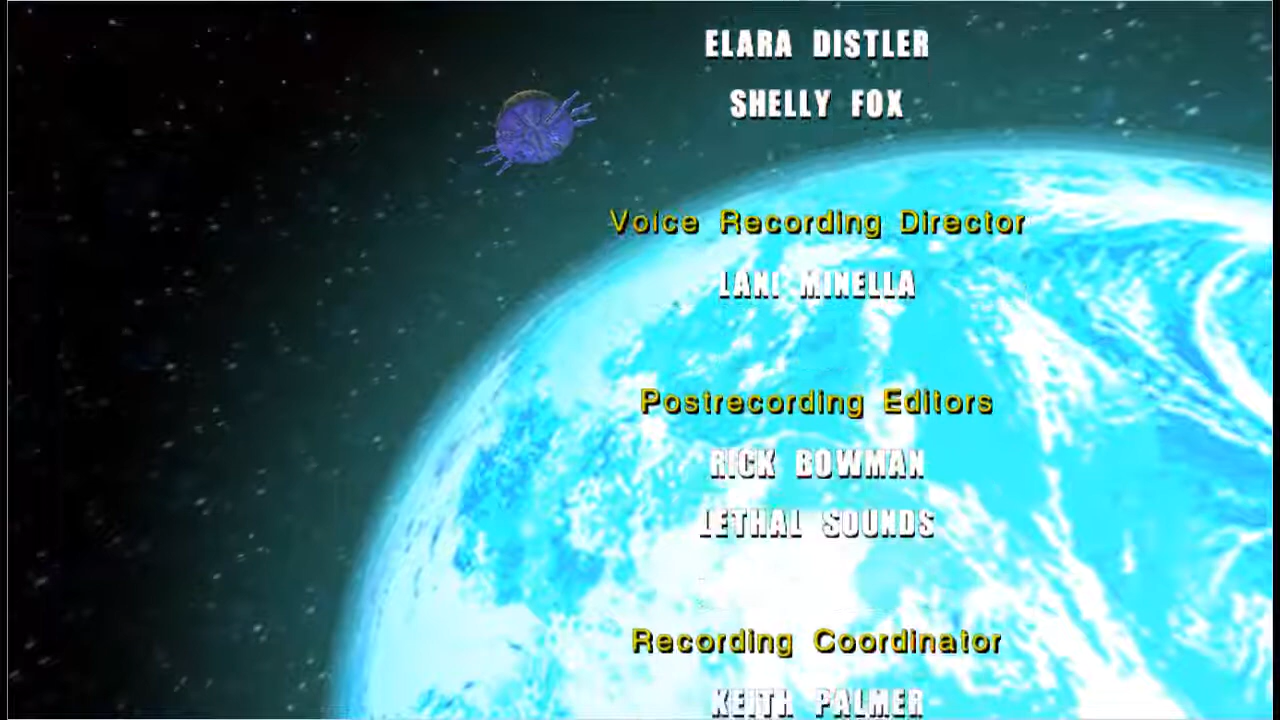 ELARA DISTLER
SHELLY FOX
Voice Recording Director
LANI MINELLA
Postrecording Editors
RICK BOWMAN
LETHAL SOUNDS
Recording Coordinator
KEITH PALMER